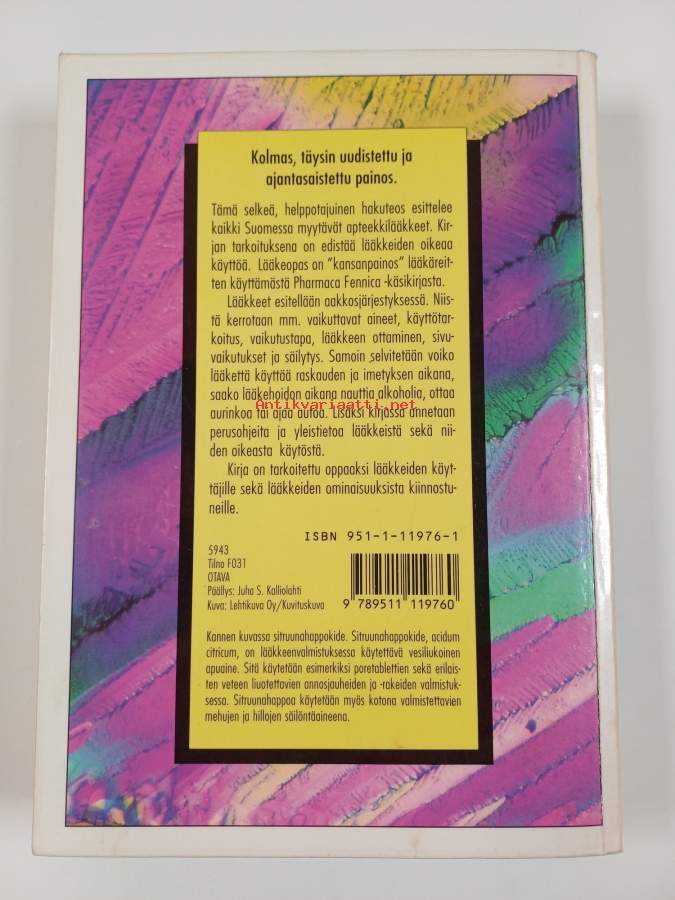 Kolmas, täysin uudistettu ja
ajantasaistettu painos.
Tämä selkeä, helppotajuinen hakuteos esittelee
kaikki Suomessa myytävät apteekkilääkkeet. Kir-
jan tarkoituksena on edistää lääkkeiden oikeaa
käyttöä. Lääkeopas on "kansanpainos" lääkäreit-
ten käyttämästä Pharmaca Fennica -käsikirjasta.
Lääkkeet esitellään aakkosjärjestyksessä. Niis-
tä kerrotaan mm. vaikuttavat aineet, käyttötar-
koitus, vaikutustapa, lääkkeen ottaminen, sivu-
vaikutukset ja säilytys. Samoin selvitetään voiko
lääkettä käyttää raskauden ja imetyksen aikana,
saako lääkehoidon aikana nauttia alkoholia, ottaa
Antikvariaatti.net
aurinkoa tai ajaa autoa. Lisäksi kirjassa annetaan
perusohjeita ja yleistietoa lääkkeistä sekä nii-
den oikeasta käytöstä.
Kirja on tarkoitettu oppaaksi lääkkeiden käyt-
täjille sekä lääkkeiden ominaisuuksista kiinnostu-
neille.
ISBN 951-1-11976-1
5943
Tilno F031
OTAVA
Päällys: Juha S. Kalliolahti
Kuva: Lehtikuva Oy/Kuvituskuva
9 789511 119760
Kannen kuvassa sitruunahappokide. Sitruunahappokide, acidum
citricum, on lääkkeenvalmistuksessa käytettävä vesiliukoinen
apuaine. Sitä käytetään esimerkiksi poretablettien sekä erilais-
ten veteen liuotettavien annosjauheiden ja -rakeiden valmistuk-
sessa. Sitruunahappoa käytetään myös kotona valmistettavien
mehujen ja hillojen säilöntäaineena.